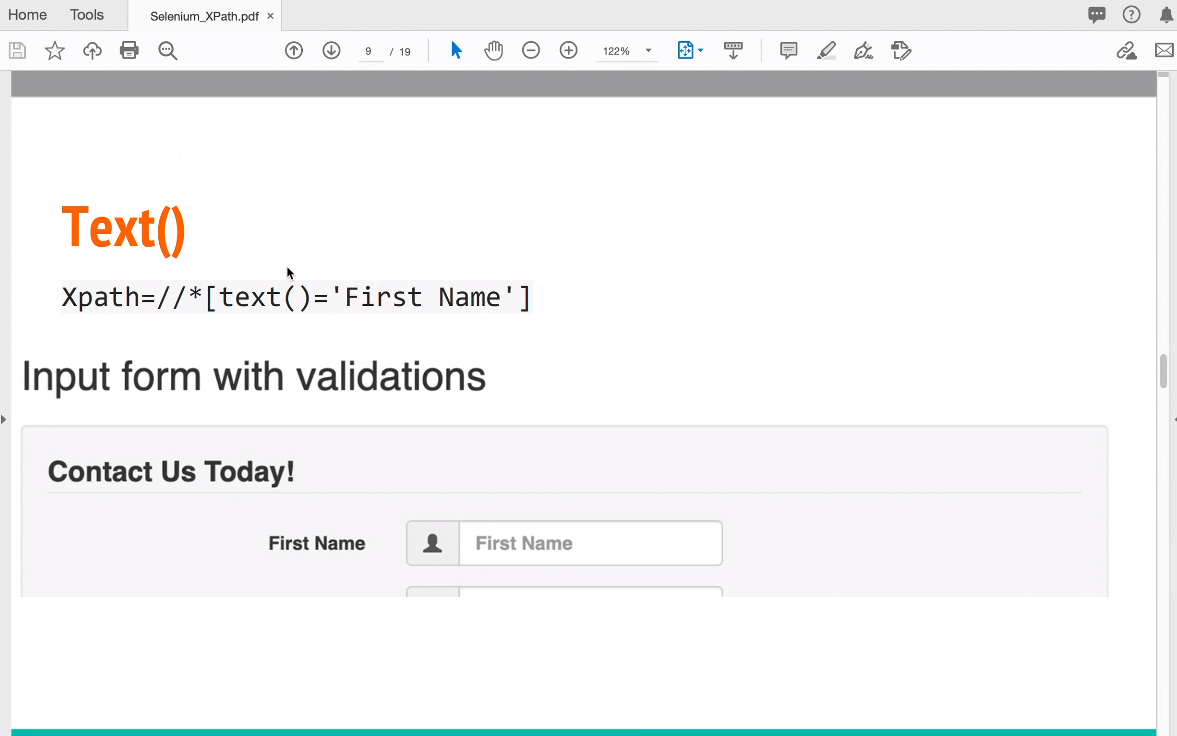 Home Tools Selenium_XPath.pdf ×
9 / 19 122%
Text()
Xpath=//*[text()='First Name']
Input form with validations
Contact Us Today!
First Name First Name